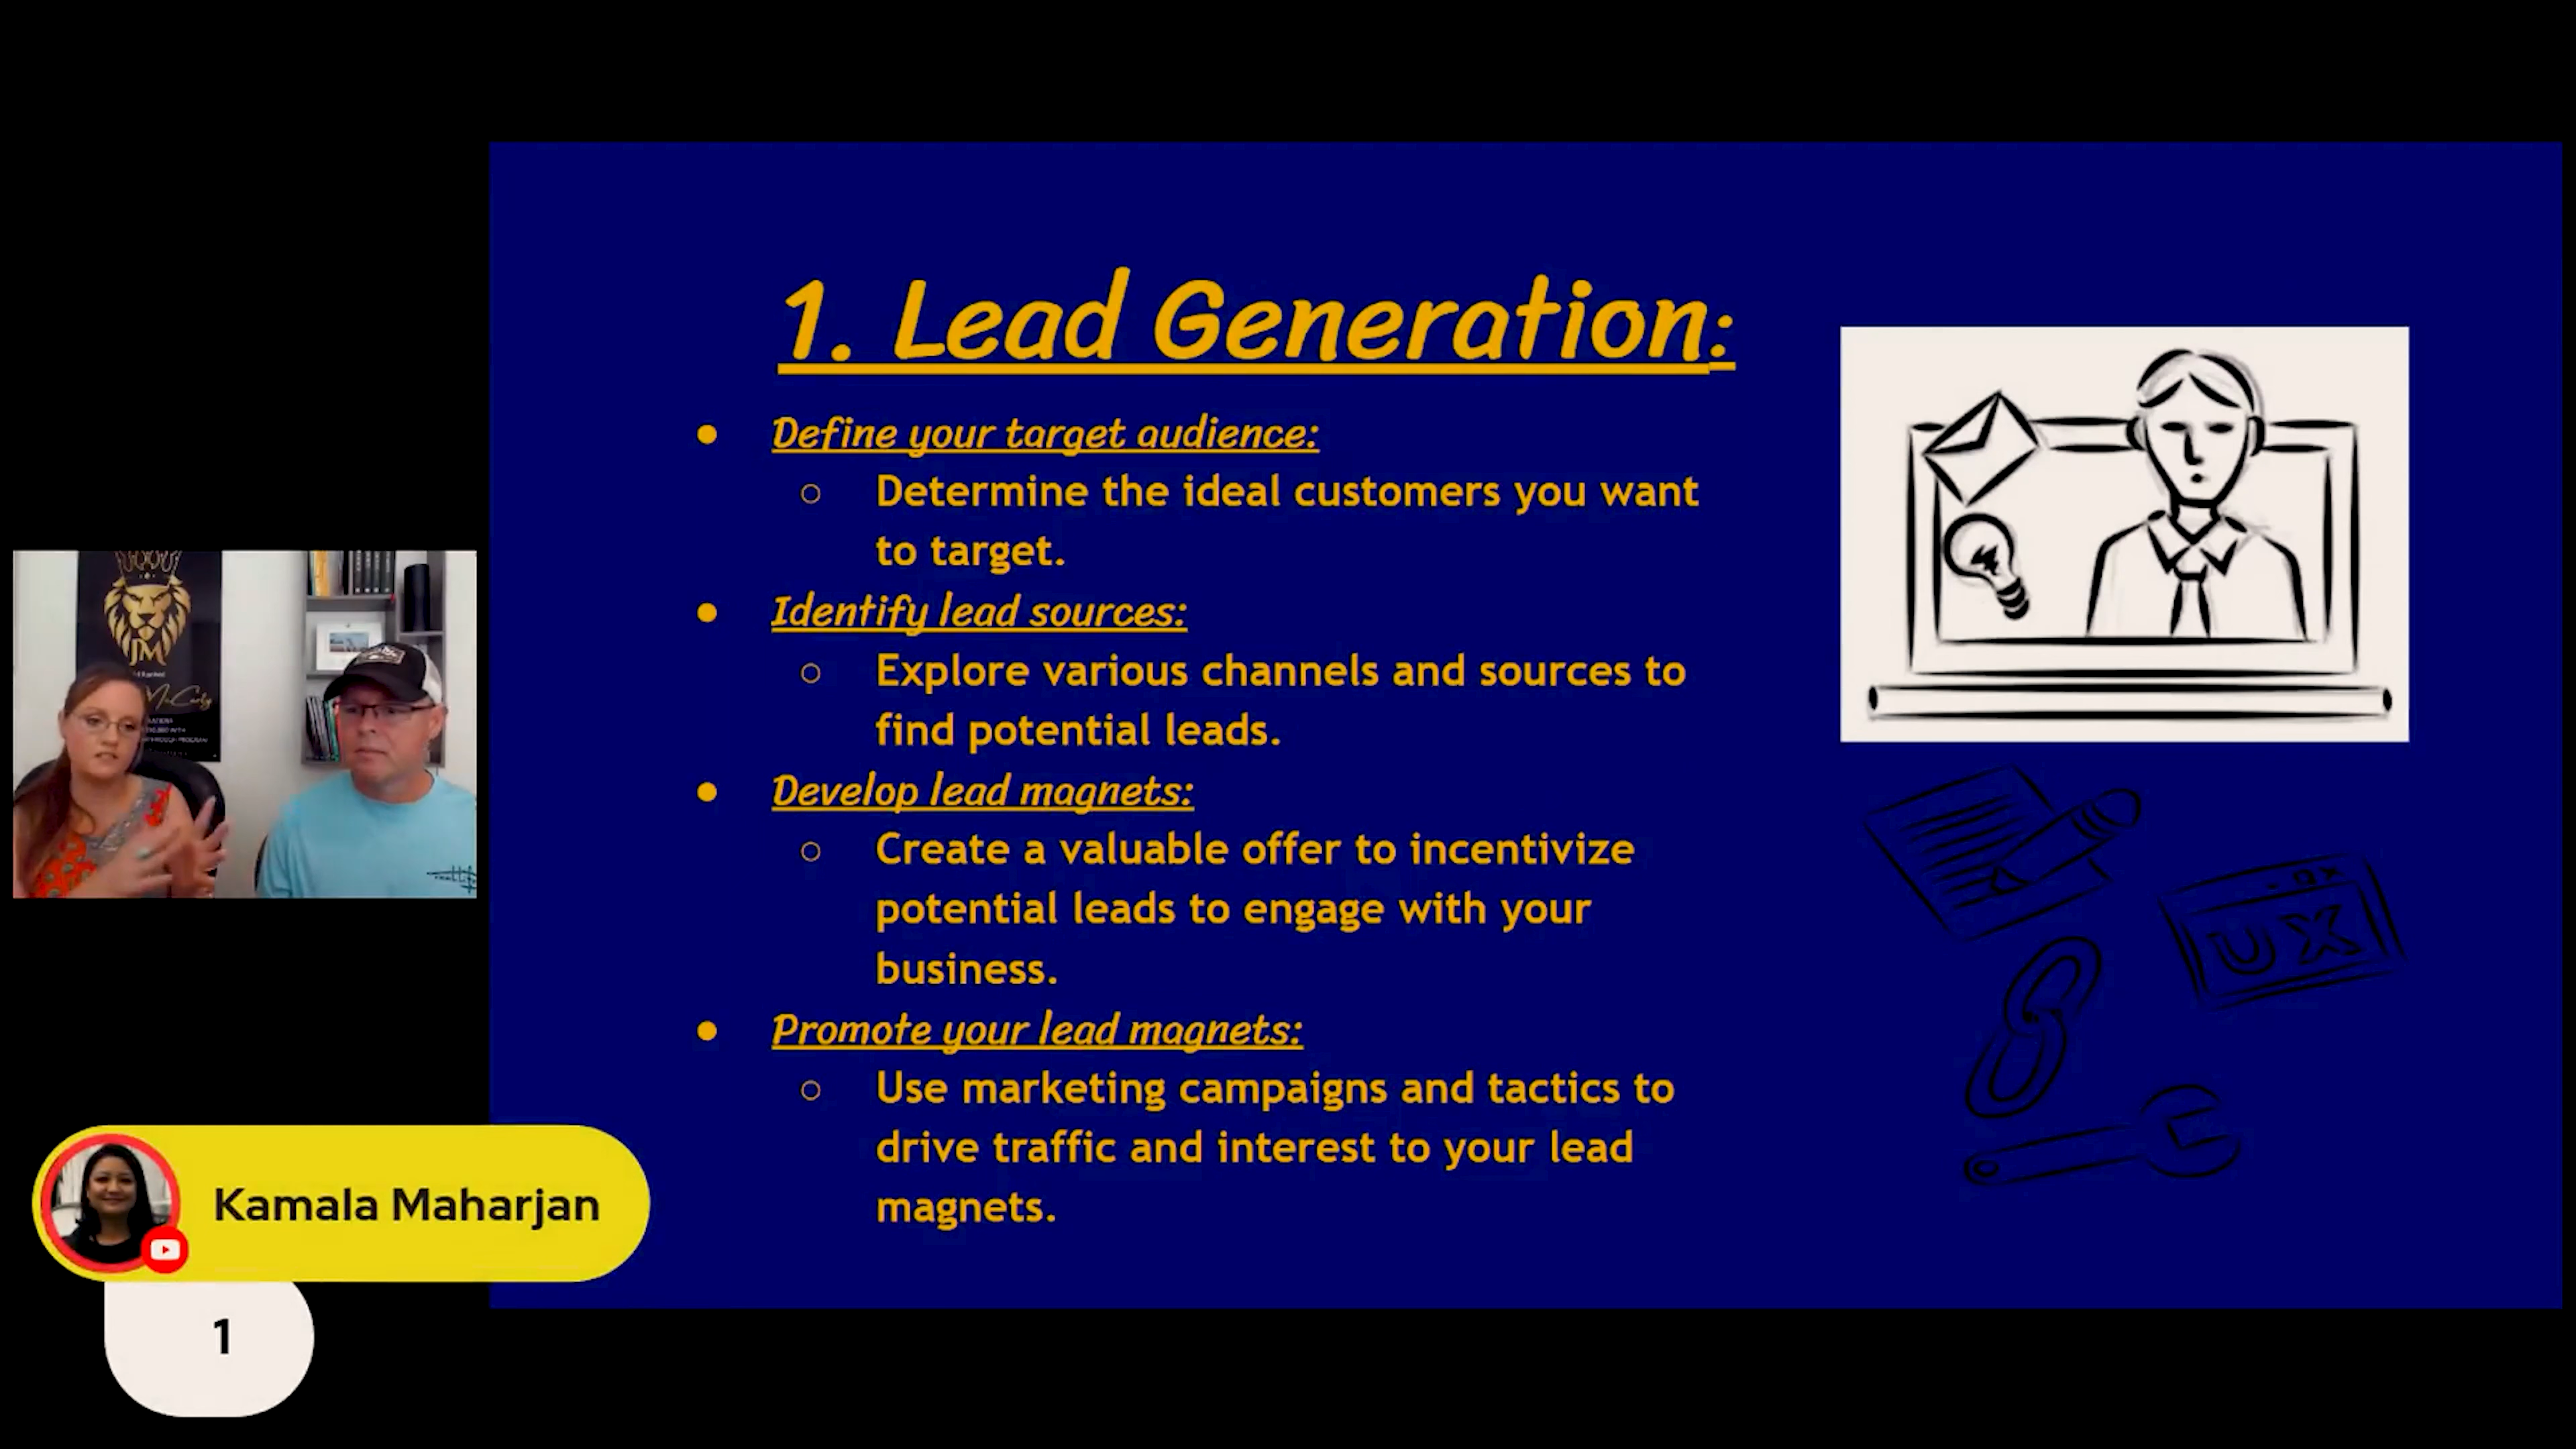 1. Lead Generation:
● Define your target audience:
○ Determine the ideal customers you want
to target.
● Identify lead sources:
○ Explore various channels and sources to
find potential leads.
● Develop lead magnets:
○ Create a valuable offer to incentivize
potential leads to engage with your
business.
● Promote your lead magnets:
○ Use marketing campaigns and tactics to
drive traffic and interest to your lead
magnets.
UX
JM
McCarty
Kamala Maharjan
1